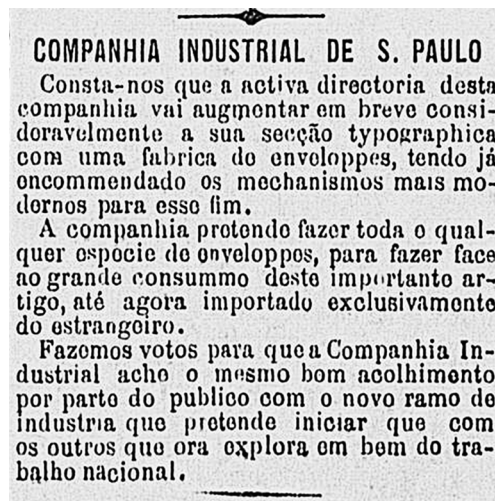 COMPANHIA INDUSTRIAL DE S. PAULO
Consta-nos que a activa directoria desta
companhia vai augmentar em breve consi-
deravelmente a sua secção typographica
com uma fabrica de enveloppes, tendo já
encommendado os mechanismos mais mo-
dernos para esse fim.
A companhia pretende fazer toda e qual-
quer especie de enveloppes, para fazer face
ao grande consummo deste importante ar-
tigo, até agora importado exclusivamente
do estrangeiro.
Fazemos votos para que a Companhia In-
dustrial ache o mesmo bom acolhimento
por parte do publico com o novo ramo de
industria que pretende iniciar que com
os outros que ora explora em bem do tra-
balho nacional.